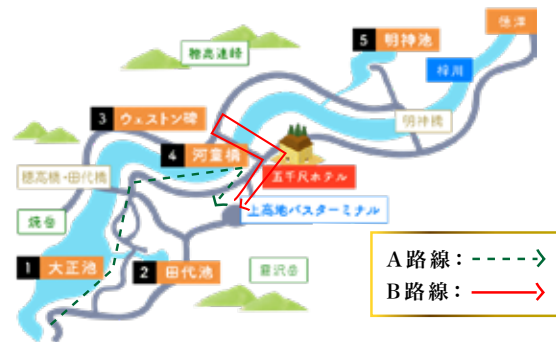 徳澤
5 明神池
穂高連峰
梓川
3 ウェストン碑
明神橋
4 河童橋
穂高橋・田代橋
五千尺ホテル
上高地バスターミナル
焼岳
1 大正池
2 田代池
霞沢岳
A路線：
B路線：